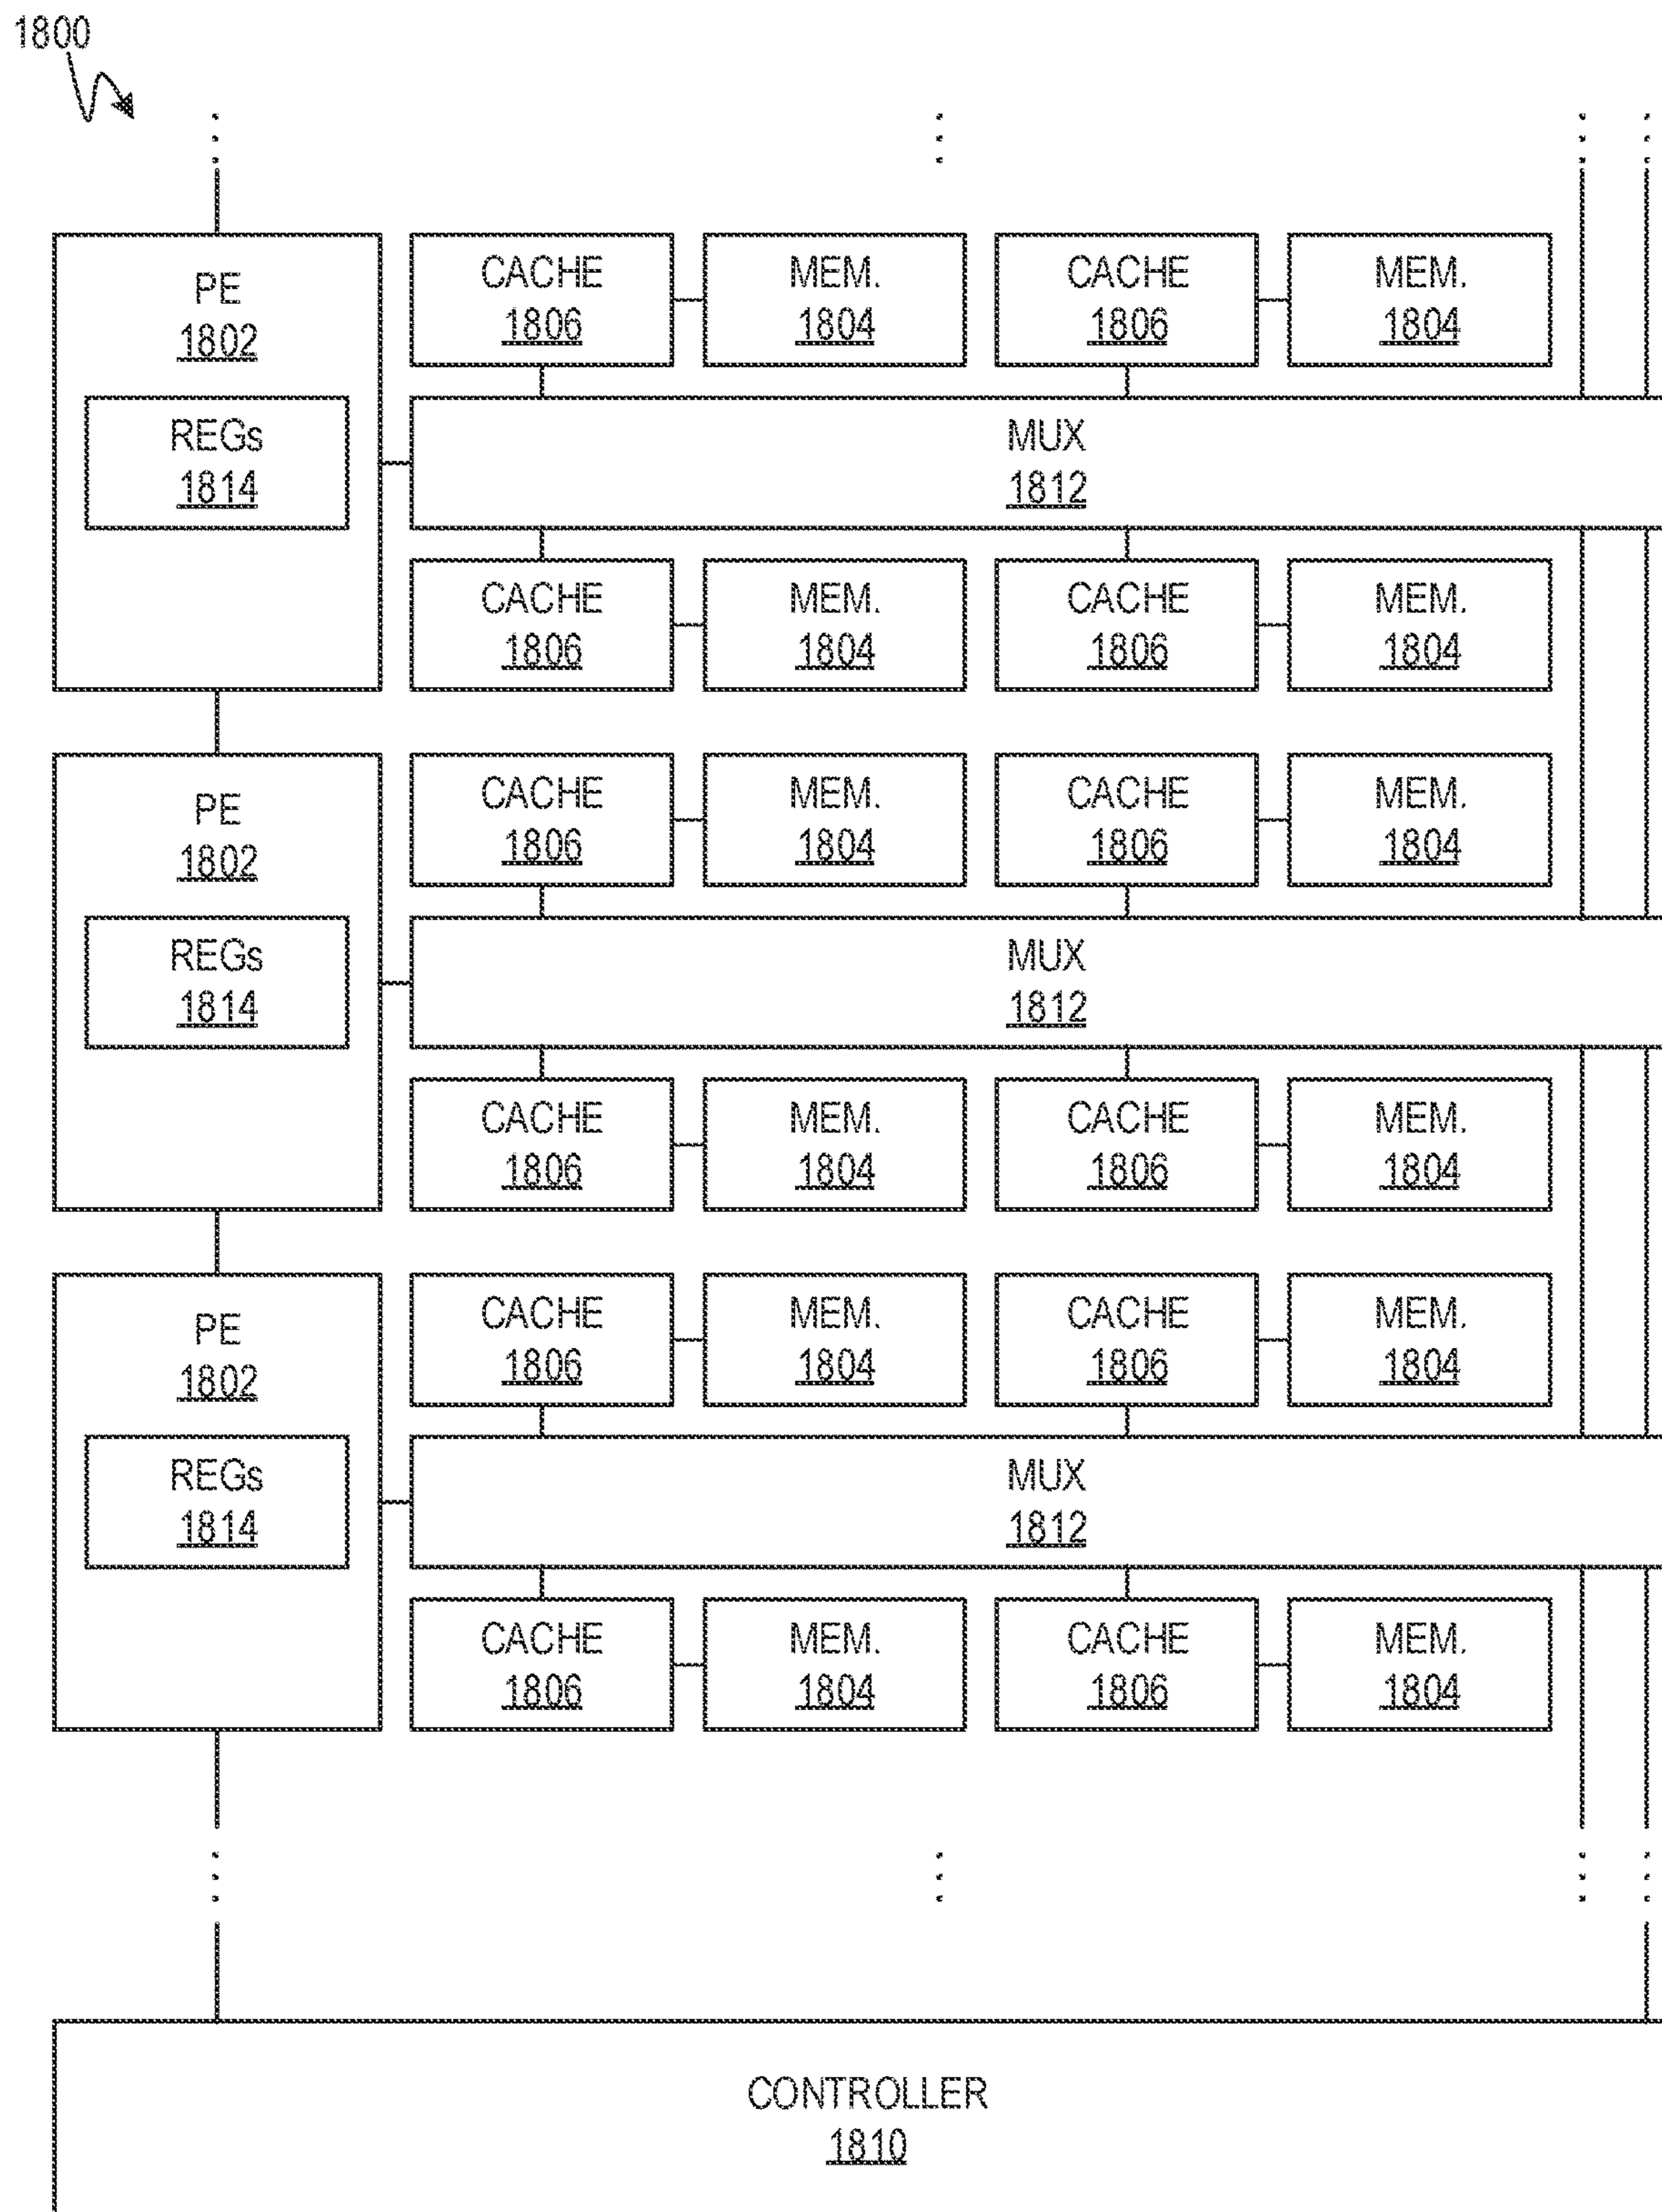 1800
PE
1802
REGs
1814
CACHE
1806
MEM.
1804
CACHE
1806
MEM.
1804
MUX
1812
CACHE
1806
MEM.
1804
CACHE
1806
MEM.
1804
PE
1802
REGs
1814
CACHE
1806
MEM.
1804
CACHE
1806
MEM.
1804
MUX
1812
CACHE
1806
MEM.
1804
CACHE
1806
MEM.
1804
PE
1802
REGs
1814
CACHE
1806
MEM.
1804
CACHE
1806
MEM.
1804
MUX
1812
CACHE
1806
MEM.
1804
CACHE
1806
MEM.
1804
CONTROLLER
1810